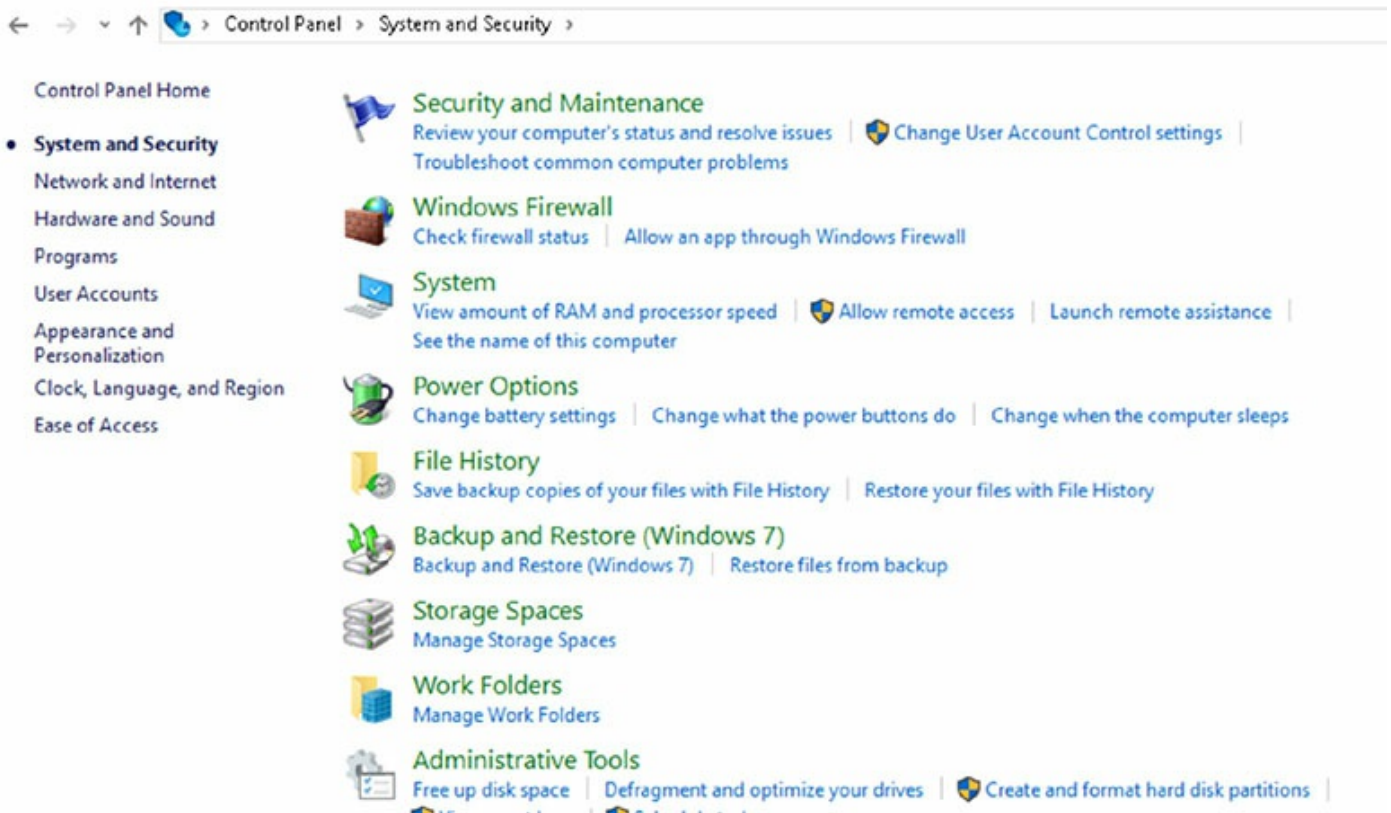 Control Panel > System and Security >
Control Panel Home
System and Security
Network and Internet
Hardware and Sound
Programs
User Accounts
Appearance and
Personalization
Clock, Language, and Region
Ease of Access
Security and Maintenance
Review your computer's status and resolve issues | Change User Account Control settings |
Troubleshoot common computer problems
Windows Firewall
Check firewall status | Allow an app through Windows Firewall
System
View amount of RAM and processor speed | Allow remote access | Launch remote assistance |
See the name of this computer
Power Options
Change battery settings | Change what the power buttons do | Change when the computer sleeps
File History
Save backup copies of your files with File History | Restore your files with File History
Backup and Restore (Windows 7)
Backup and Restore (Windows 7) | Restore files from backup
Storage Spaces
Manage Storage Spaces
Work Folders
Manage Work Folders
Administrative Tools
Free up disk space | Defragment and optimize your drives | Create and format hard disk partitions |